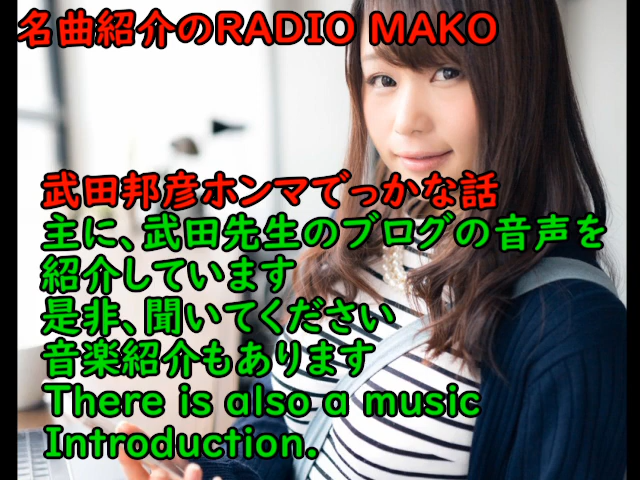 名曲紹介のRADIO MAKO
武田邦彦ホンマでっかな話
主に、武田先生のブログの音声を
紹介しています
是非、聞いてください
音楽紹介もあります
There is also a music
Introduction.